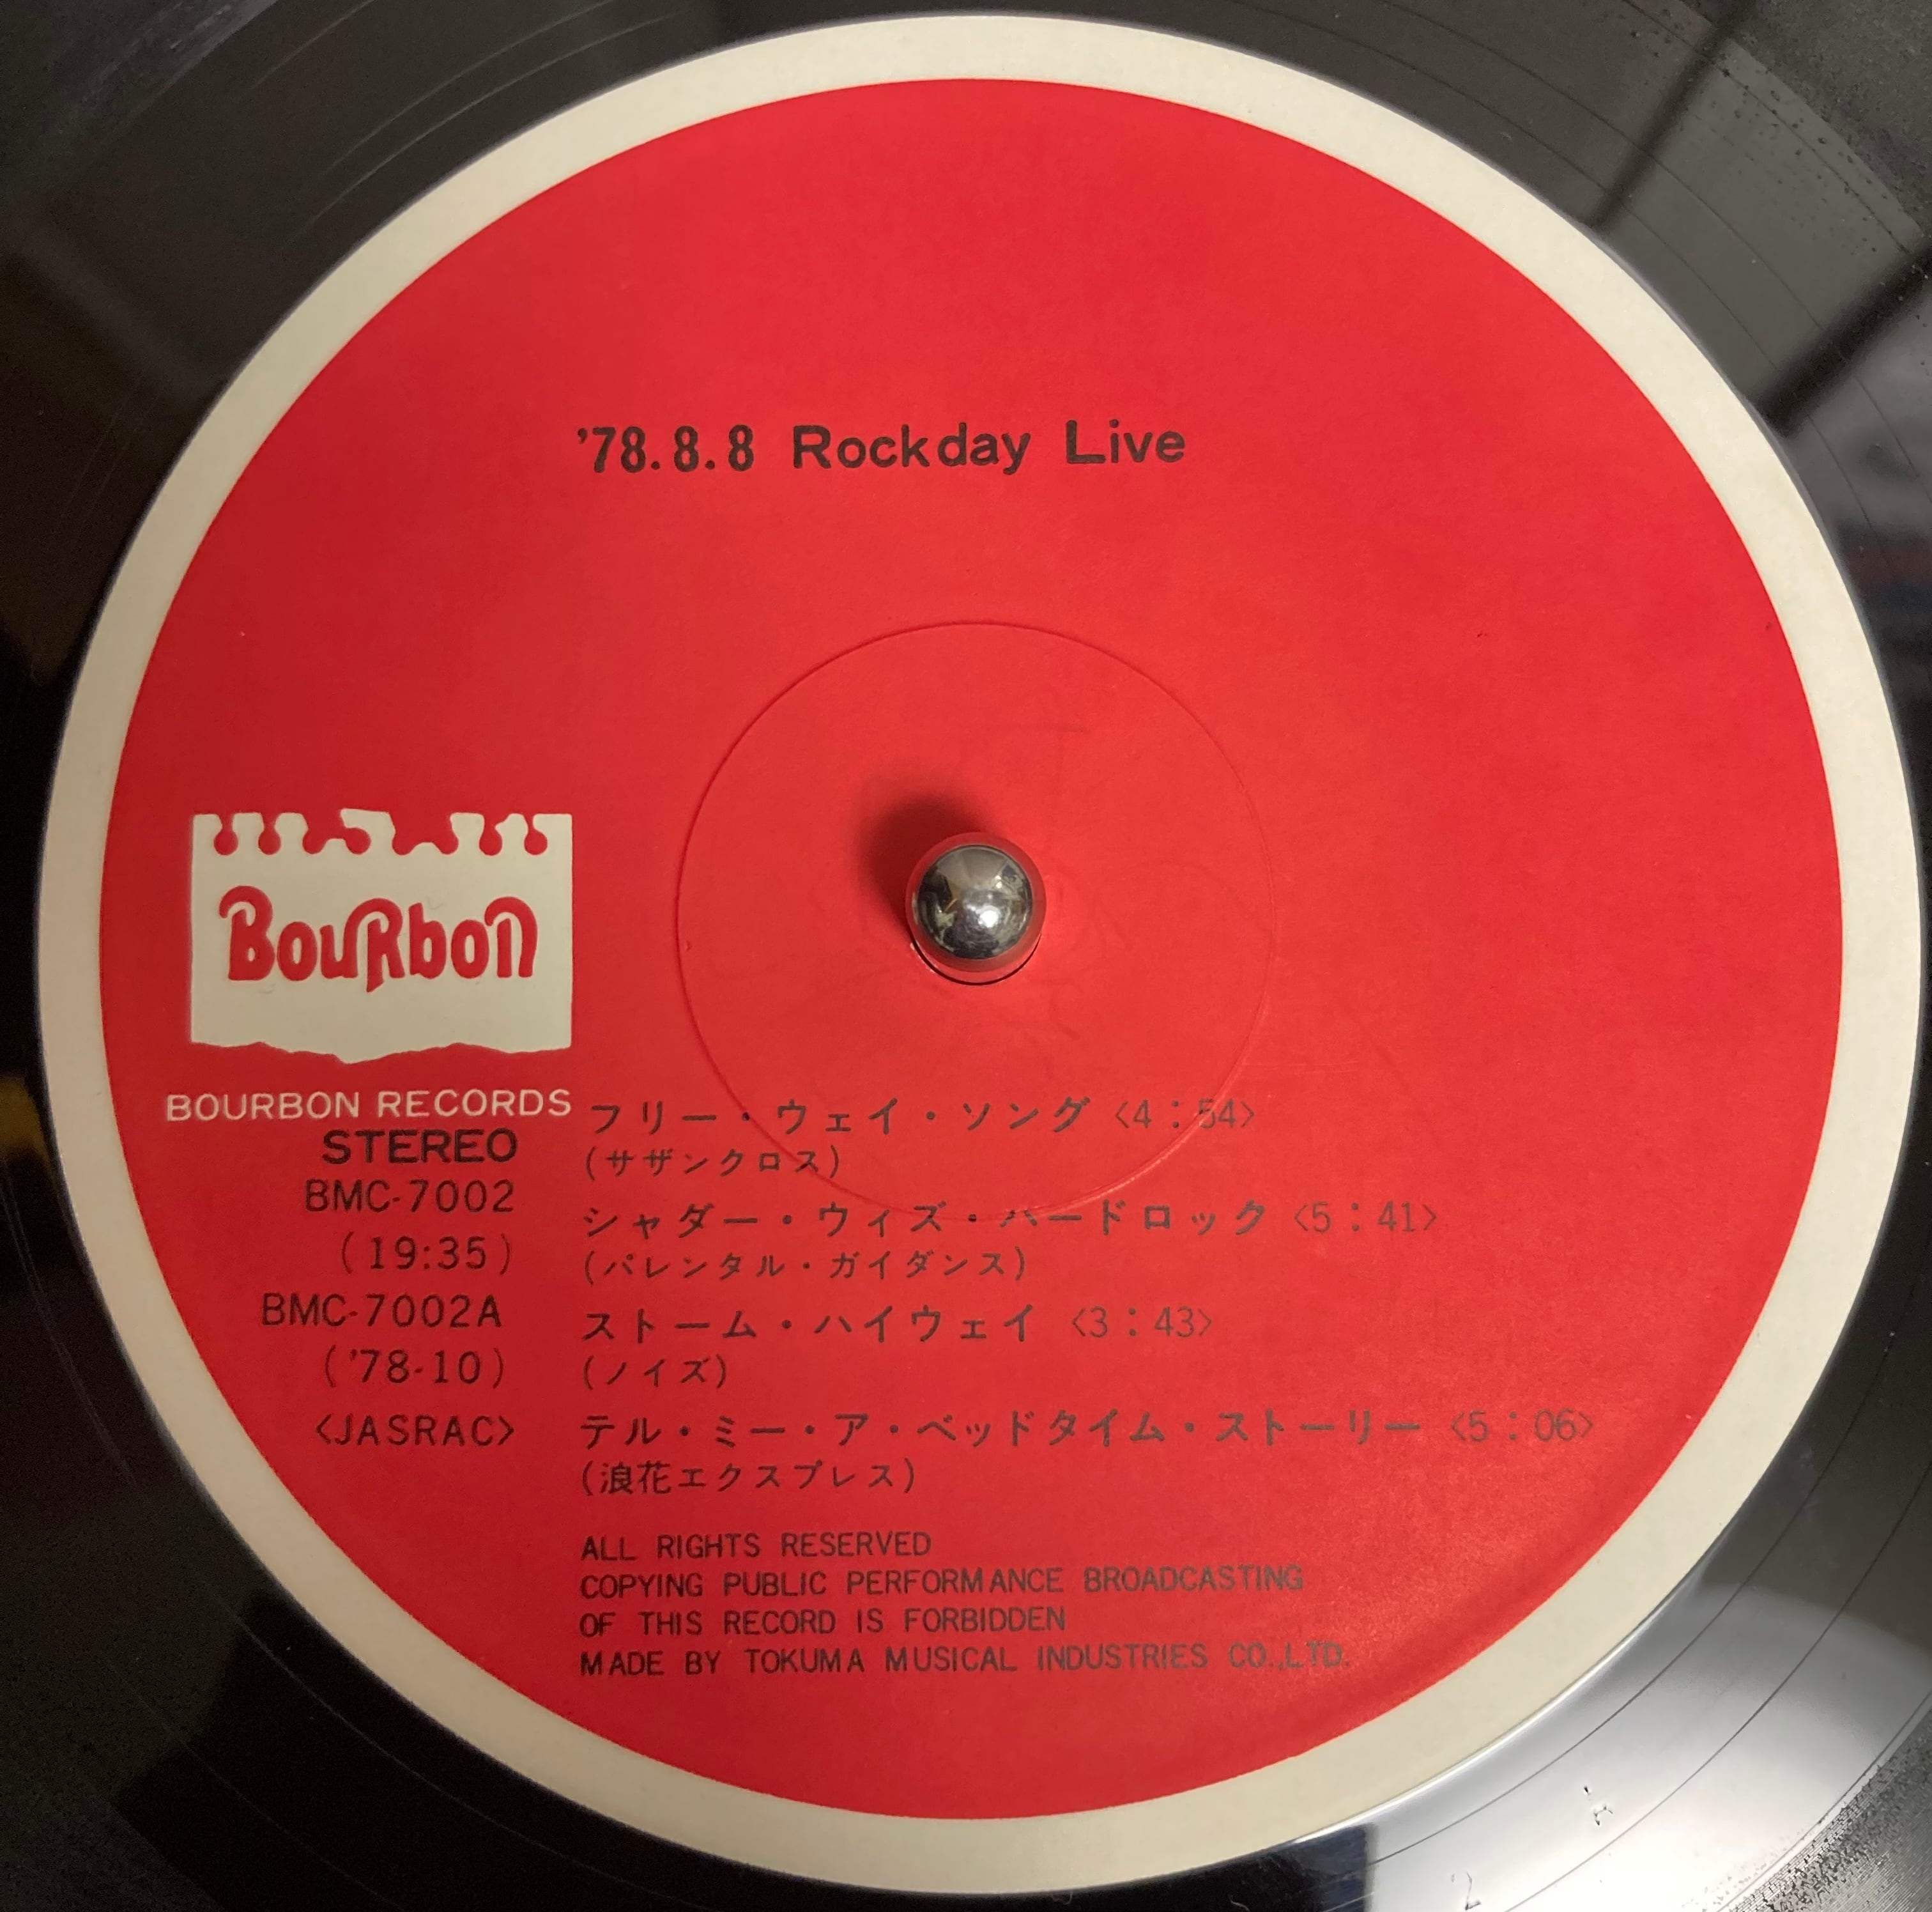 '78.8.8 Rockday Live
BouRbon
BOURBON RECORDS
STEREO
BMC-7002
(19:35)
BMC-7002A
('78-10)
<JASRAC>
フリー・ウェイ・ソング <4:54>
(サザンクロス)
シャダー・ウィズ・ハードロック <5:41>
(パレンタル・ガイダンス)
ストーム・ハイウェイ <3:43>
(ノイズ)
テル・ミー・ア・ベッドタイム・ストーリー <5:06>
(浪花エクスプレス)
ALL RIGHTS RESERVED
COPYING PUBLIC PERFORMANCE BROADCASTING
OF THIS RECORD IS FORBIDDEN
MADE BY TOKUMA MUSICAL INDUSTRIES CO.,LTD.